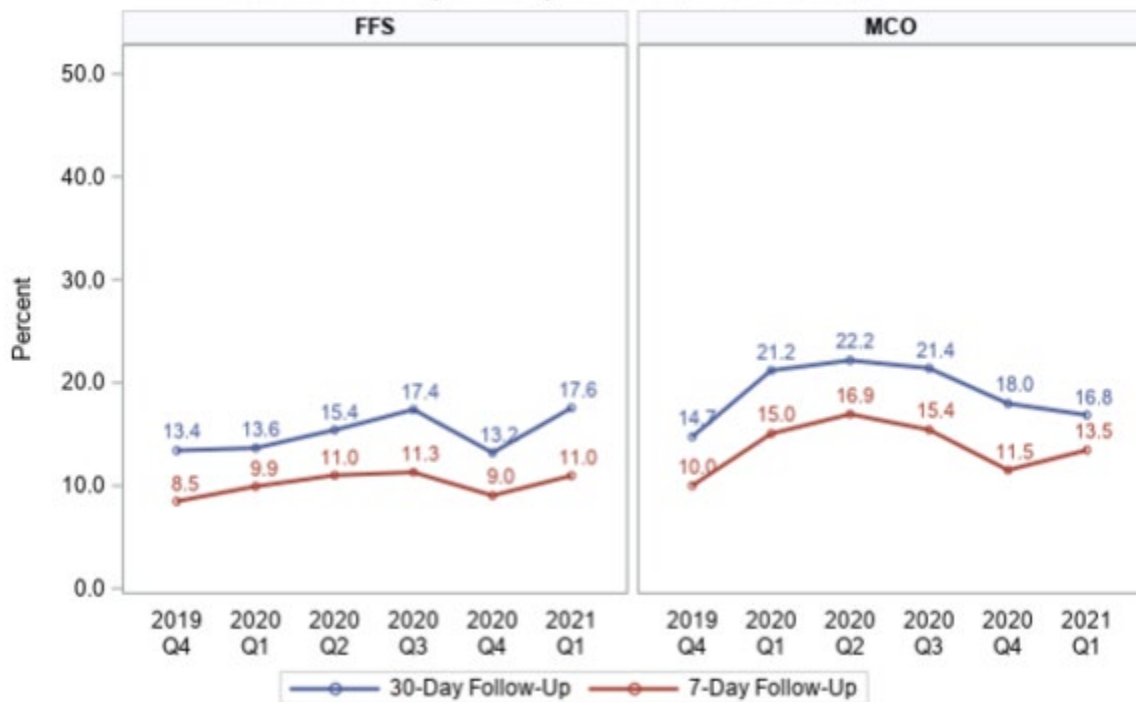 FFS
MCO
50.0
40.0
30.0
20.0
10.0
0.0
Percent
13.4 13.6 15.4 17.4 13.2 17.6
8.5 9.9 11.0 11.3 9.0 11.0
14.7 21.2 22.2 21.4 18.0 16.8
10.0 15.0 16.9 15.4 11.5 13.5
2019 2020 2020 2020 2020 2021
Q4 Q1 Q2 Q3 Q4 Q1
2019 2020 2020 2020 2020 2021
Q4 Q1 Q2 Q3 Q4 Q1
30-Day Follow-Up 7-Day Follow-Up